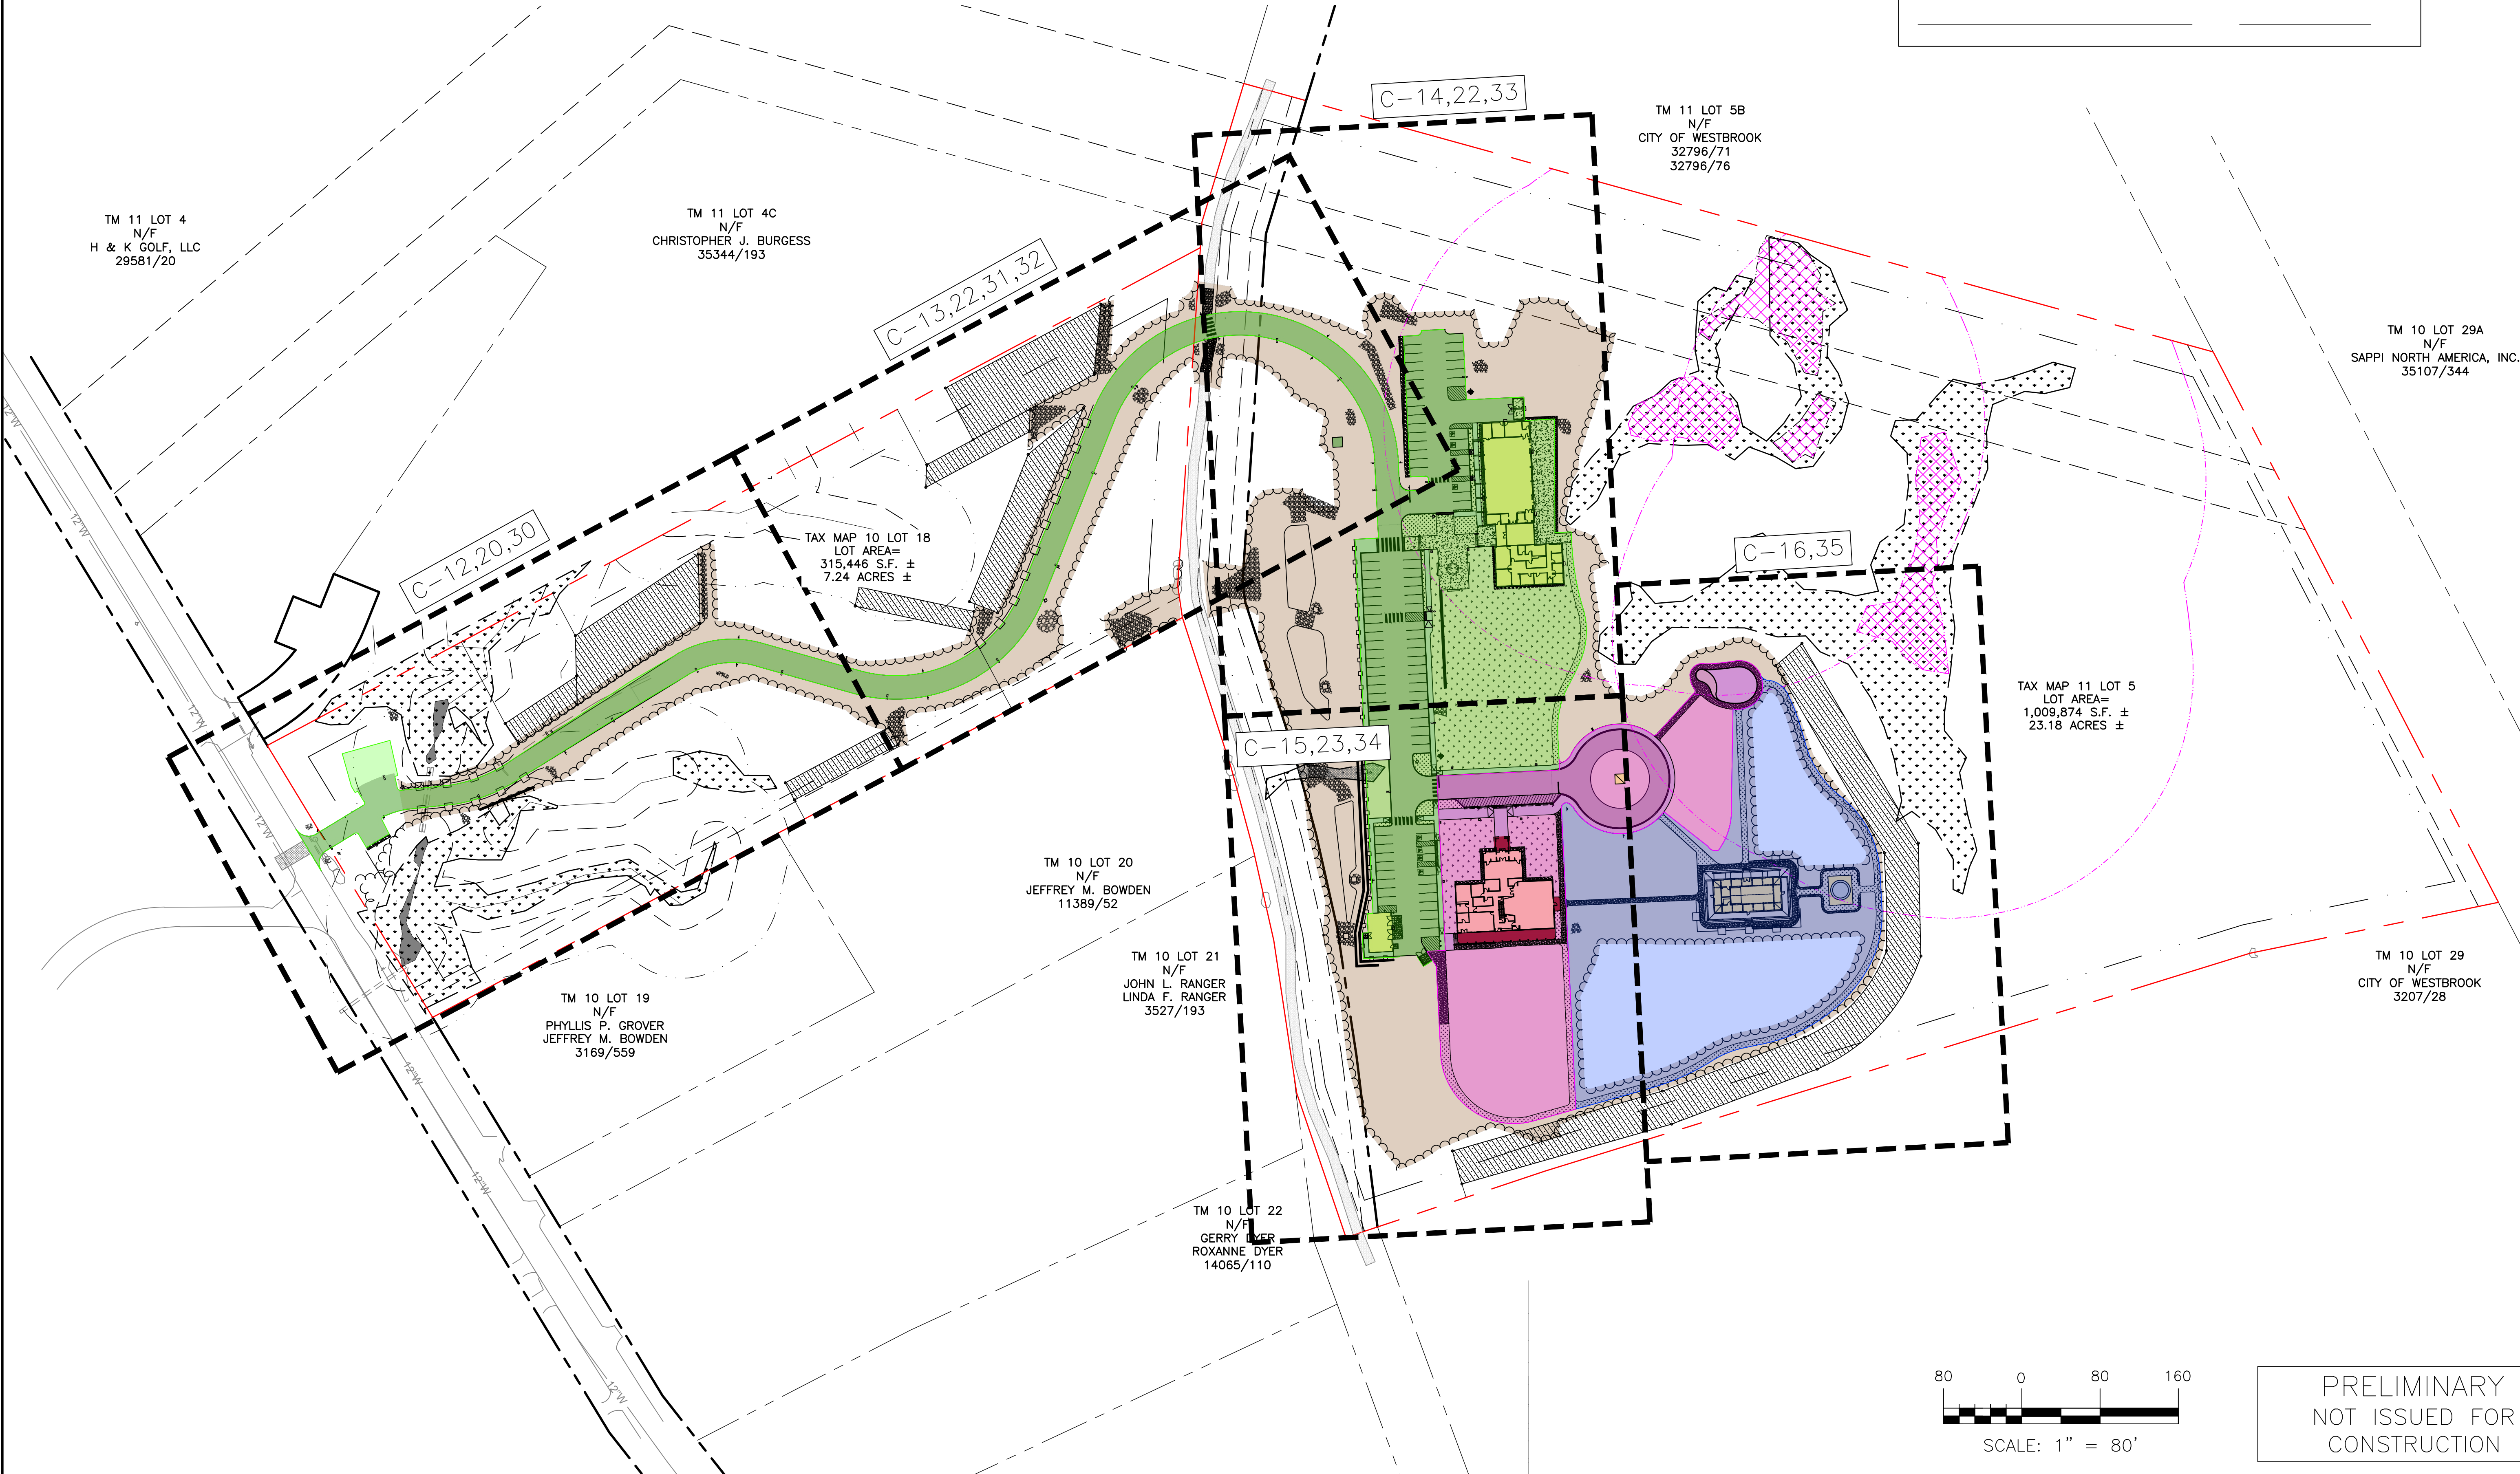 C-14,22,33
TM 11 LOT 5B
N/F
CITY OF WESTBROOK
32796/71
32796/76
TM 11 LOT 4
N/F
H & K GOLF, LLC
29581/20
TM 11 LOT 4C
N/F
CHRISTOPHER J. BURGESS
35344/193
C-13,22,31,32
TM 10 LOT 29A
N/F
SAPPI NORTH AMERICA, INC.
35107/344
12"W
12"W
C-12,20,30
TAX MAP 10 LOT 18
LOT AREA=
315,446 S.F. ±
7.24 ACRES ±
C-16,35
TAX MAP 11 LOT 5
LOT AREA=
1,009,874 S.F. ±
23.18 ACRES ±
12"W
C-15,23,34
12"W
TM 10 LOT 20
N/F
JEFFREY M. BOWDEN
11389/52
TM 10 LOT 21
N/F
JOHN L. RANGER
LINDA F. RANGER
3527/193
TM 10 LOT 29
N/F
CITY OF WESTBROOK
3207/28
TM 10 LOT 19
N/F
PHYLLIS P. GROVER
JEFFREY M. BOWDEN
3169/559
12"W
12"W
TM 10 LOT 22
N/F
GERRY DYER
ROXANNE DYER
14065/110
12"W
80 0 80 160
SCALE: 1" = 80'
PRELIMINARY
NOT ISSUED FOR
CONSTRUCTION